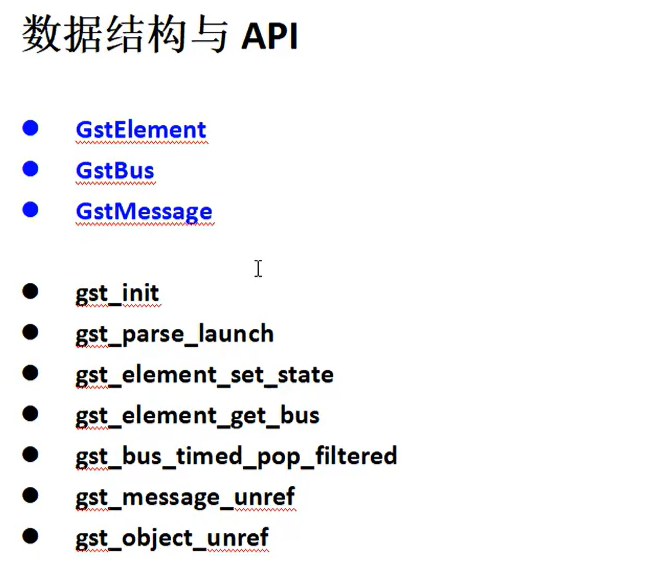 数据结构与 API
● GstElement
● GstBus
● GstMessage
● gst_init
● gst_parse_launch
● gst_element_set_state
● gst_element_get_bus
● gst_bus_timed_pop_filtered
● gst_message_unref
● gst_object_unref